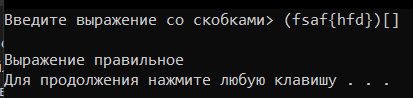 Введите выражение со скобками> (fsaf{hfd})[]
Выражение правильное
Для продолжения нажмите любую клавишу . . .